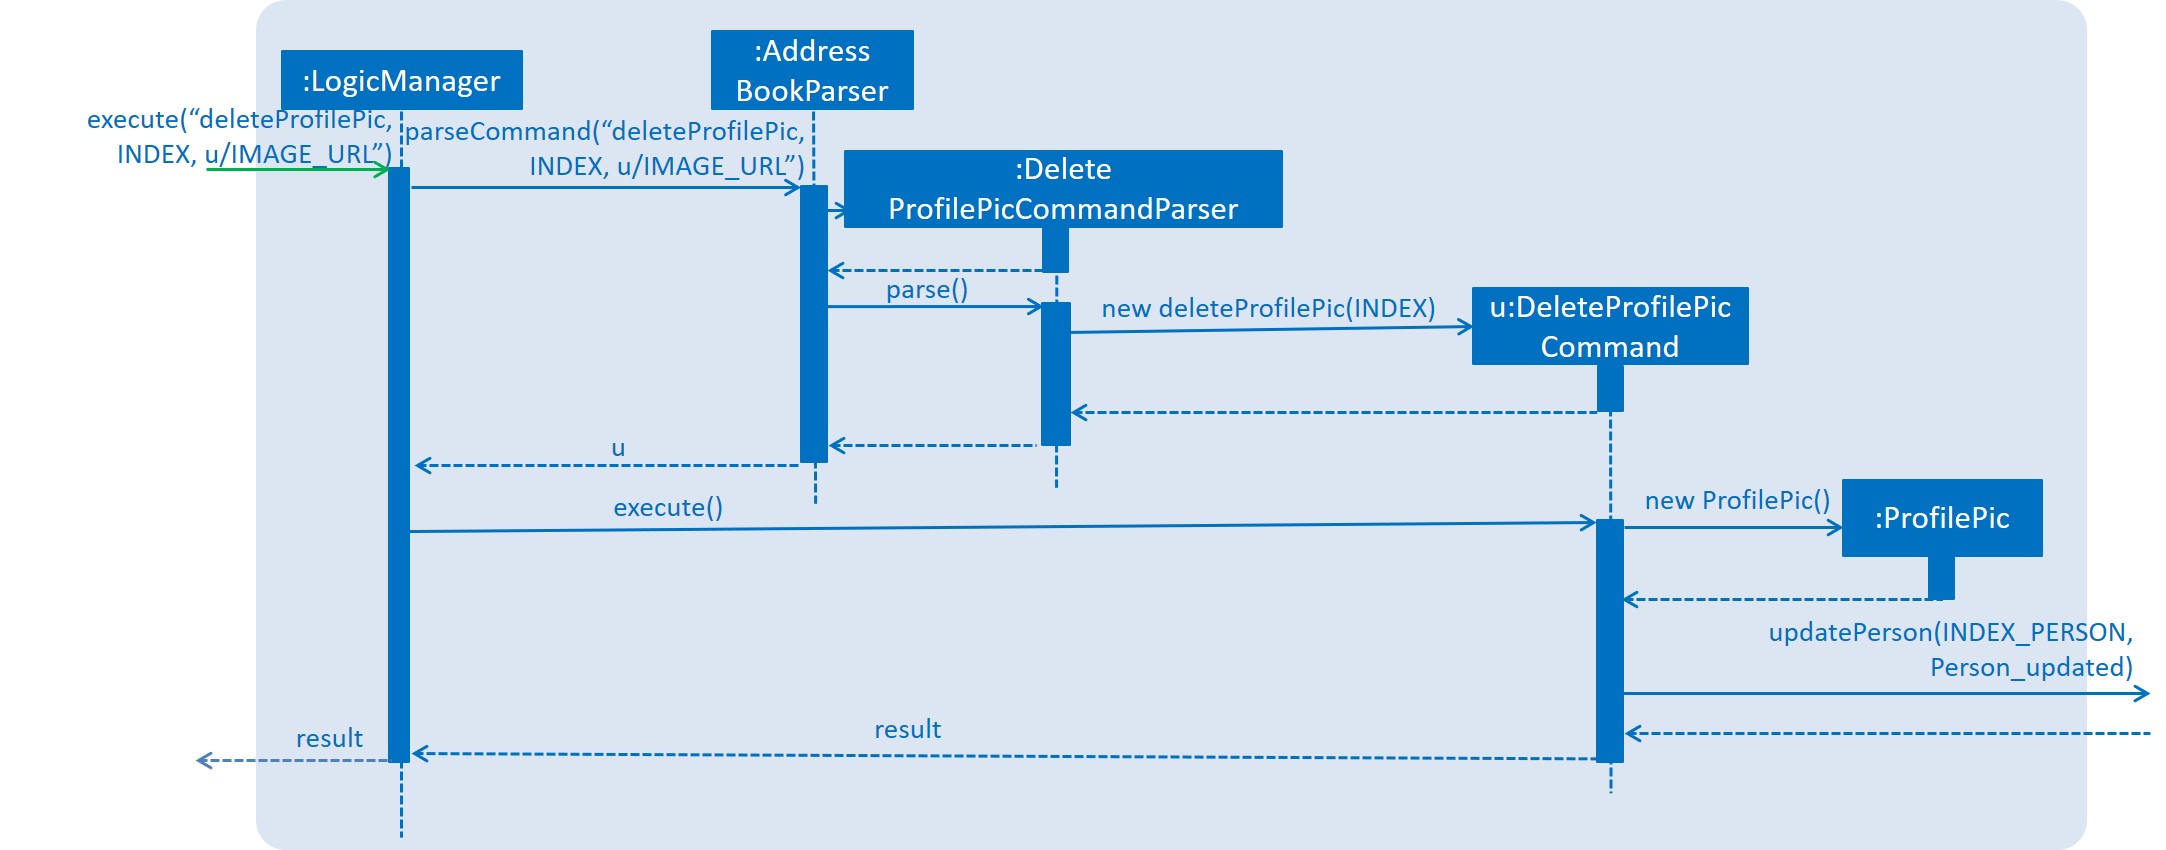 :LogicManager
:Address
BookParser
execute(“deleteProfilePic,
INDEX, u/IMAGE_URL”)
parseCommand(“deleteProfilePic,
INDEX, u/IMAGE_URL”)
:Delete
ProfilePicCommandParser
parse()
new deleteProfilePic(INDEX)
u:DeleteProfilePic
Command
u
execute()
new ProfilePic()
:ProfilePic
updatePerson(INDEX_PERSON,
Person_updated)
result
result